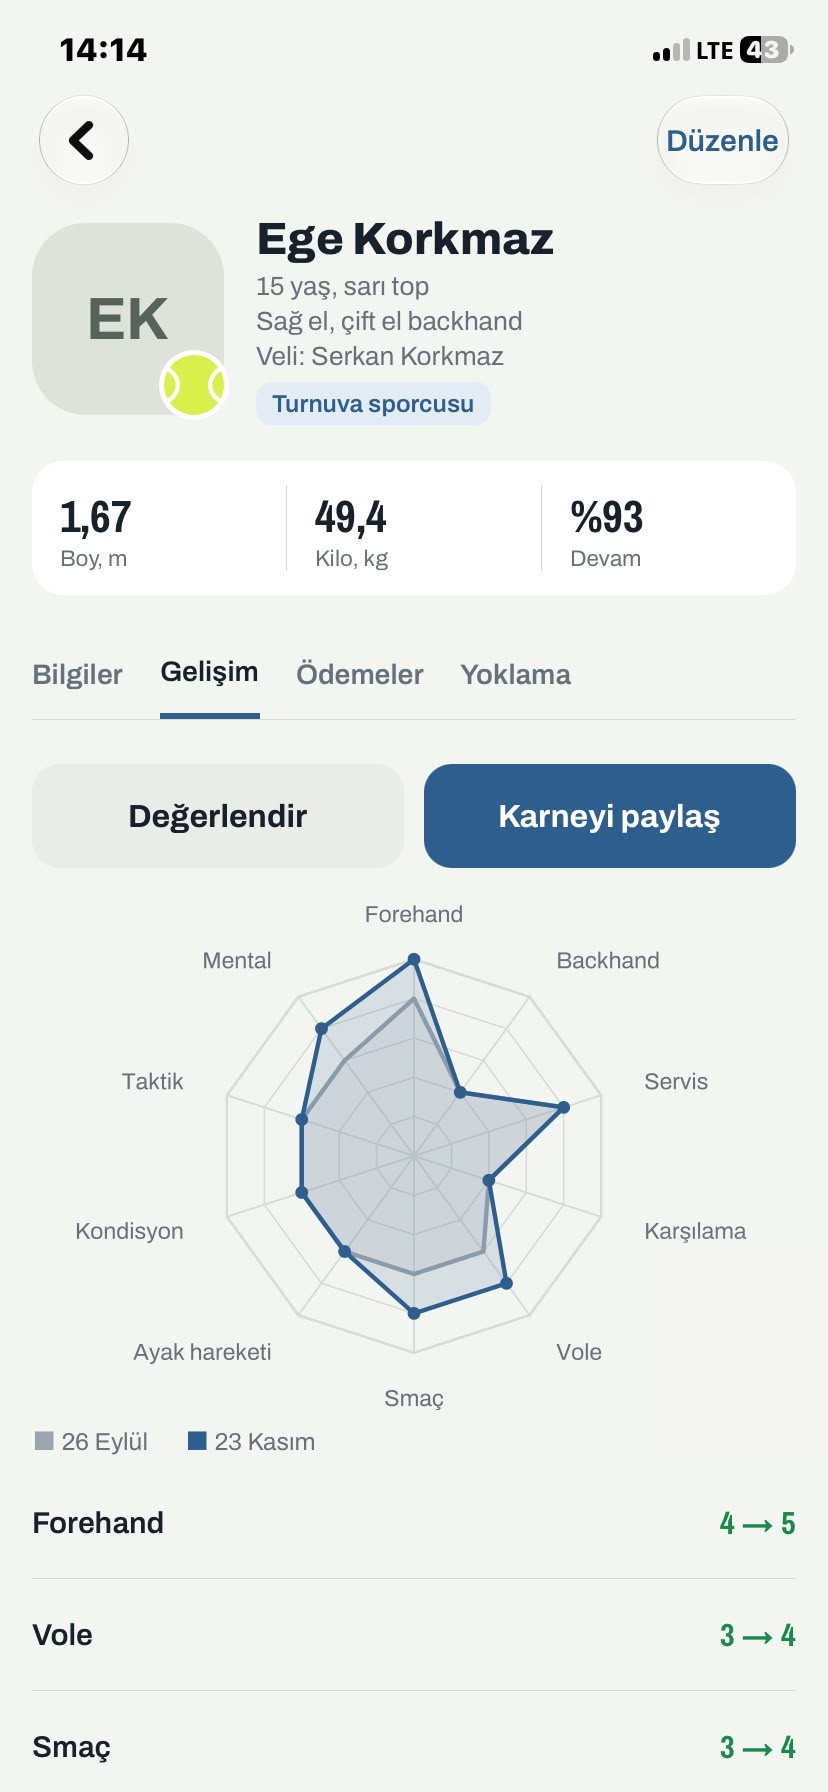 14:14
LTE 43
Düzenle
EK
Ege Korkmaz
15 yaş, sarı top
Sağ el, çift el backhand
Veli: Serkan Korkmaz
Turnuva sporcusu
1,67 49,4 %93
Boy, m Kilo, kg Devam
Bilgiler Gelişim Ödemeler Yoklama
Değerlendir Karneyi paylaş
Forehand
Mental Backhand
Taktik Servis
Kondisyon Karşılama
Ayak hareketi Vole
Smaç
26 Eylül 23 Kasım
Forehand 4 → 5
Vole 3 → 4
Smaç 3 → 4